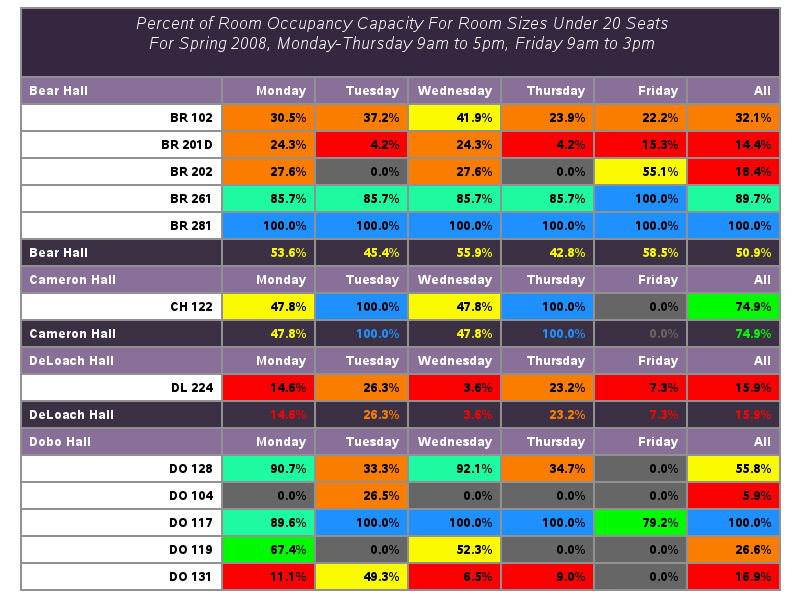 Percent of Room Occupancy Capacity For Room Sizes Under 20 Seats
For Spring 2008, Monday-Thursday 9am to 5pm, Friday 9am to 3pm
Bear Hall Monday Tuesday Wednesday Thursday Friday All
BR 102 30.5% 37.2% 41.9% 23.9% 22.2% 32.1%
BR 201D 24.3% 4.2% 24.3% 4.2% 15.3% 14.4%
BR 202 27.6% 0.0% 27.6% 0.0% 55.1% 18.4%
BR 261 85.7% 85.7% 85.7% 85.7% 100.0% 89.7%
BR 281 100.0% 100.0% 100.0% 100.0% 100.0% 100.0%
Bear Hall 53.6% 45.4% 55.9% 42.8% 58.5% 50.9%
Cameron Hall Monday Tuesday Wednesday Thursday Friday All
CH 122 47.8% 100.0% 47.8% 100.0% 0.0% 74.9%
Cameron Hall 47.8% 100.0% 47.8% 100.0% 0.0% 74.9%
DeLoach Hall Monday Tuesday Wednesday Thursday Friday All
DL 224 14.6% 26.3% 3.6% 23.2% 7.3% 15.9%
DeLoach Hall 14.6% 26.3% 3.6% 23.2% 7.3% 15.9%
Dobo Hall Monday Tuesday Wednesday Thursday Friday All
DO 128 90.7% 33.3% 92.1% 34.7% 0.0% 55.8%
DO 104 0.0% 26.5% 0.0% 0.0% 0.0% 5.9%
DO 117 89.6% 100.0% 100.0% 100.0% 79.2% 100.0%
DO 119 67.4% 0.0% 52.3% 0.0% 0.0% 26.6%
DO 131 11.1% 49.3% 6.5% 9.0% 0.0% 16.9%